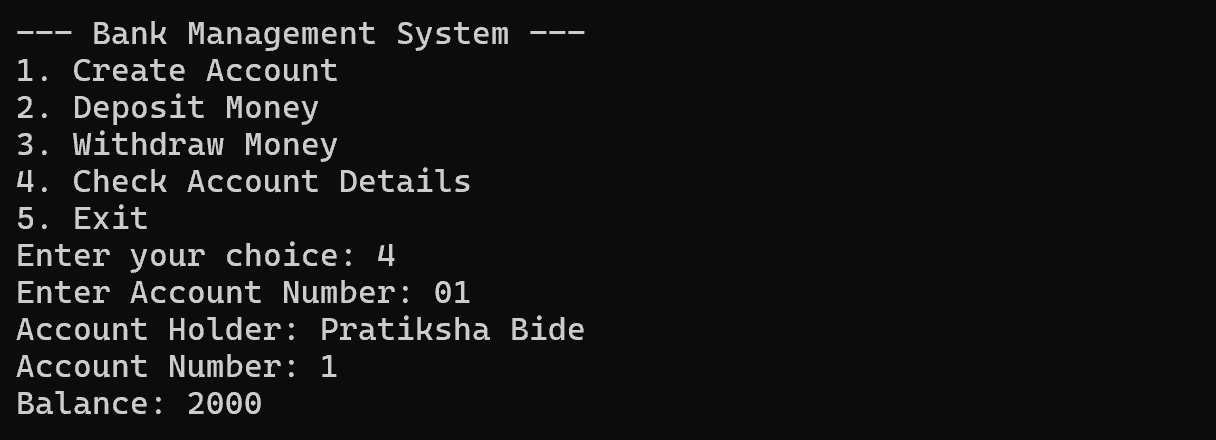 --- Bank Management System ---
1. Create Account
2. Deposit Money
3. Withdraw Money
4. Check Account Details
5. Exit
Enter your choice: 4
Enter Account Number: 01
Account Holder: Pratiksha Bide
Account Number: 1
Balance: 2000